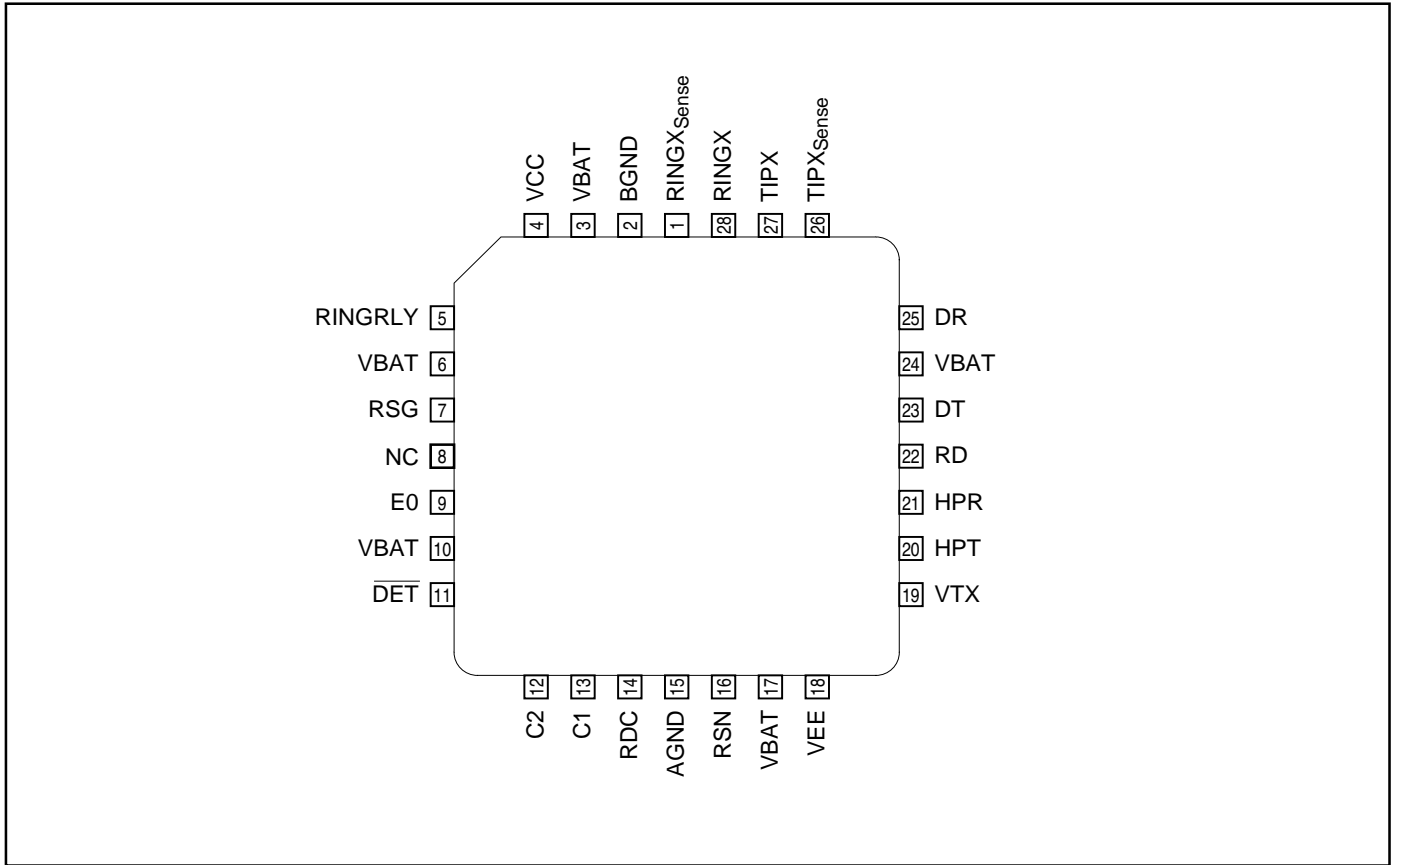 VCC
VBAT
BGND
RINGXSense
RINGX
TIPX
TIPXSense
4
3
2
1
28
27
26
RINGRLY 5
VBAT 6
RSG 7
NC 8
E0 9
VBAT 10
DET 11
25 DR
24 VBAT
23 DT
22 RD
21 HPR
20 HPT
19 VTX
12
13
14
15
16
17
18
C2
C1
RDC
AGND
RSN
VBAT
VEE